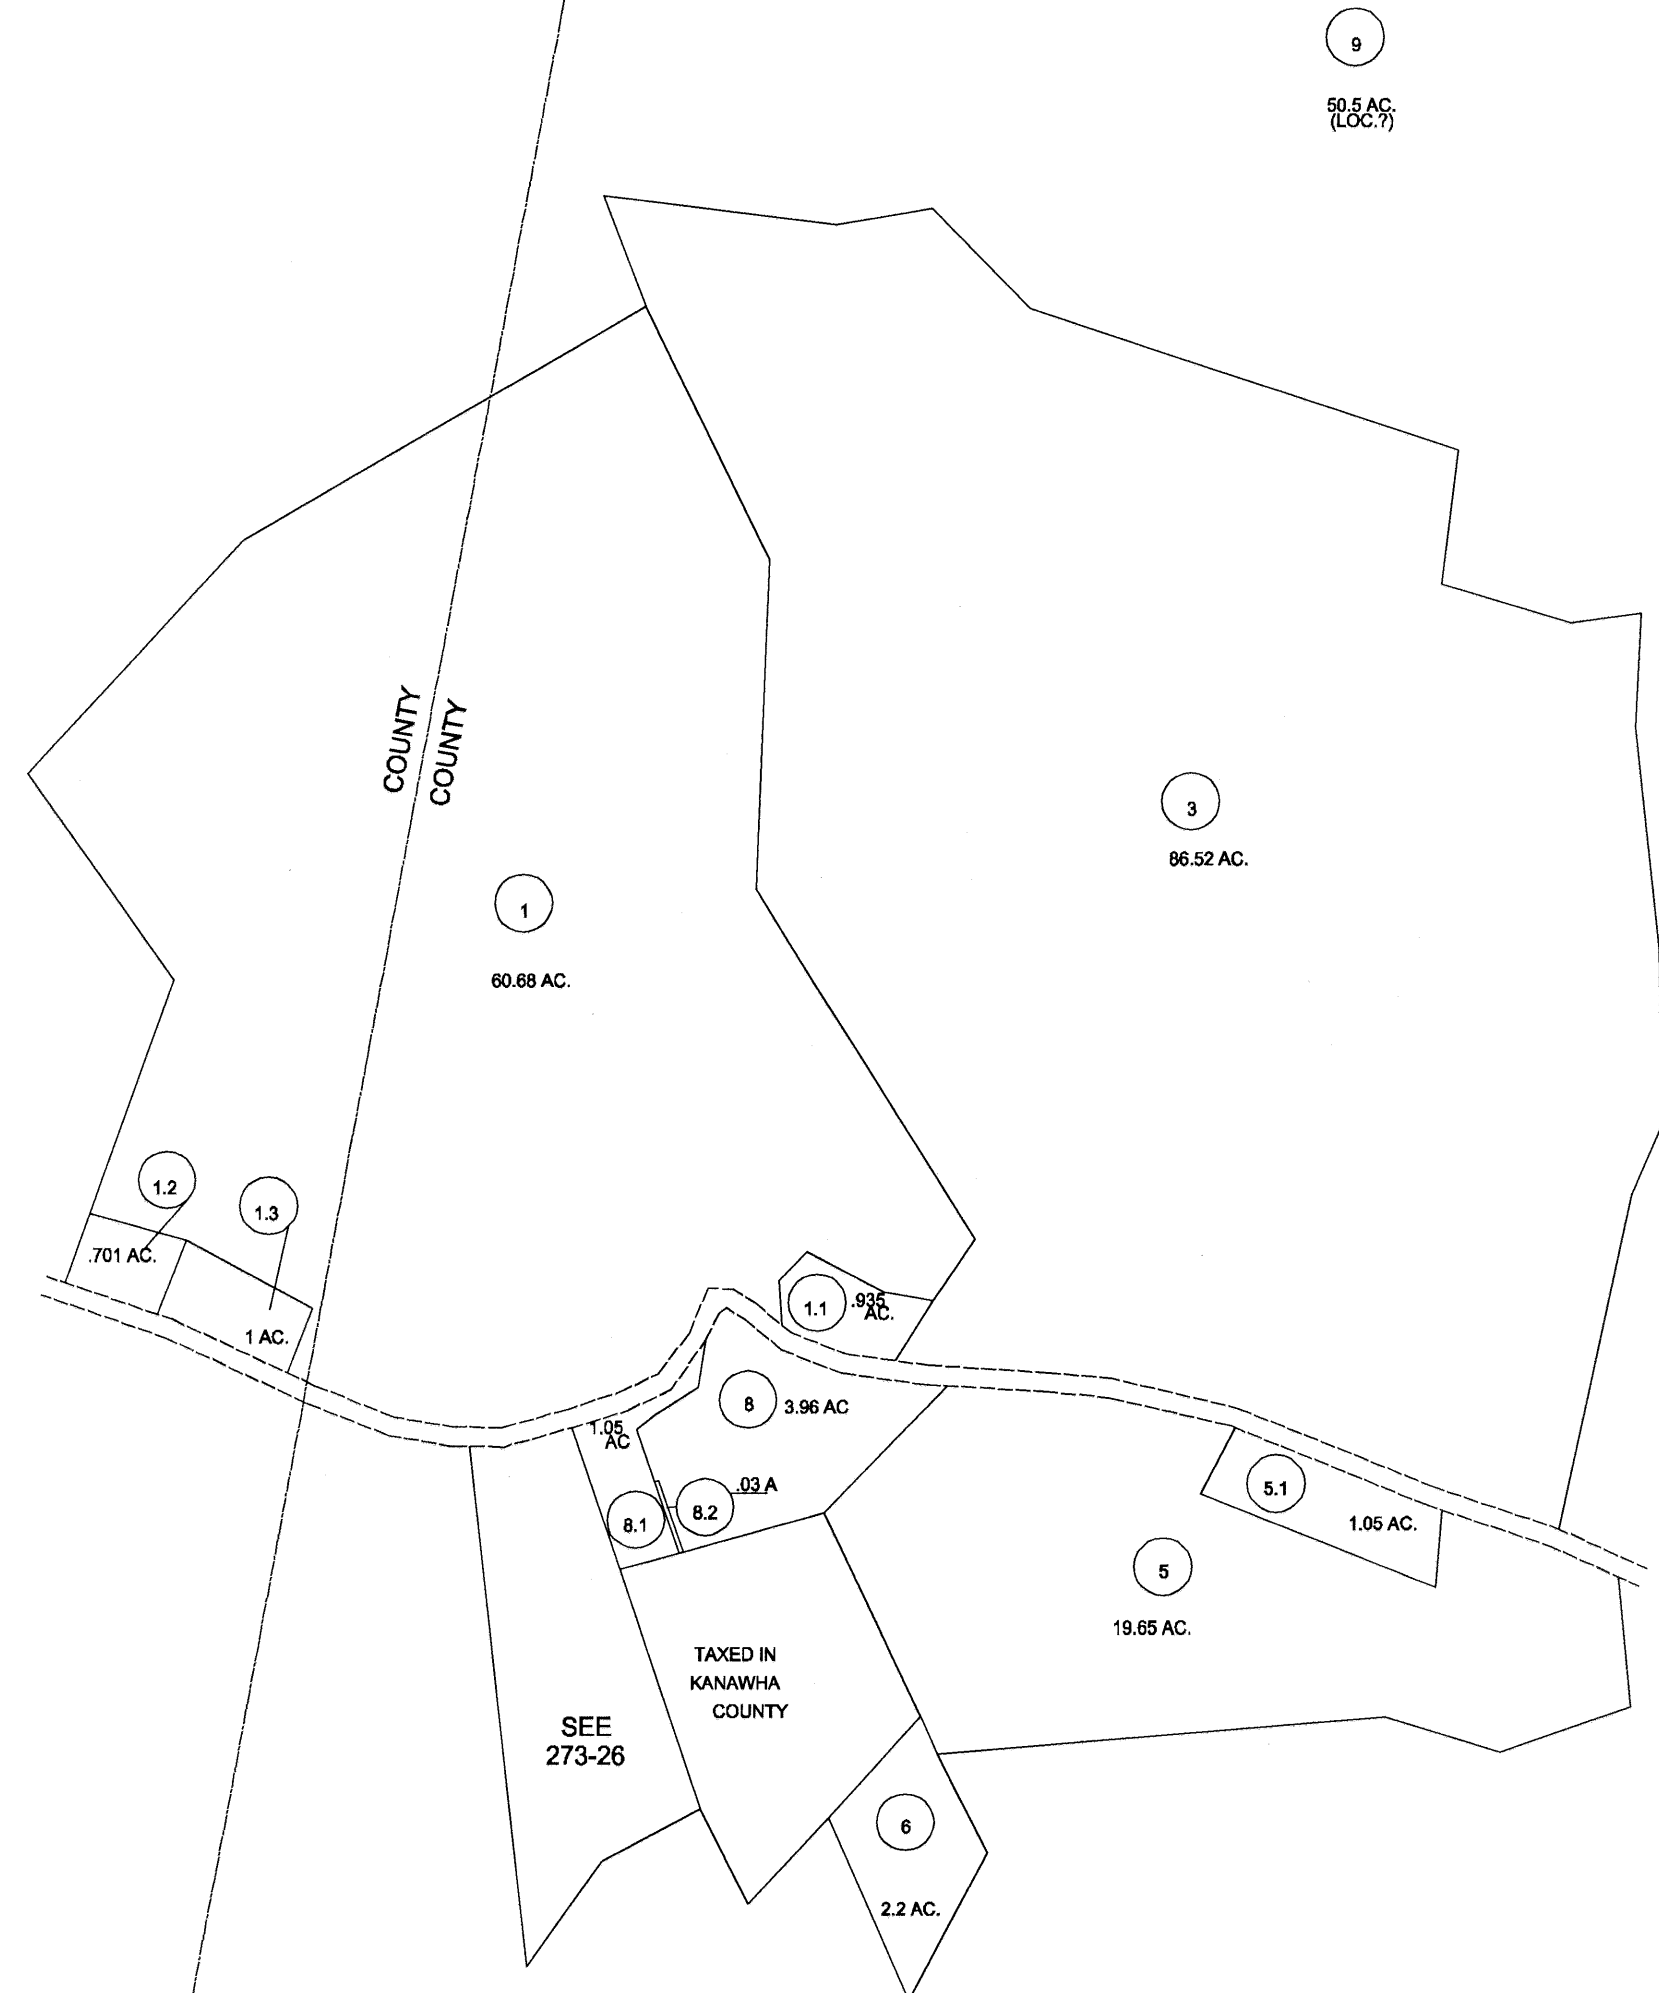 9
50.5 AC.
(LOC.?)
COUNTY
COUNTY
3
86.52 AC.
1
60.68 AC.
1.2
1.3
.701 AC.
1 AC.
1.1
.935
AC.
8
3.96 AC
1.05
AC
.03 A
8.2
8.1
5.1
1.05 AC.
5
19.65 AC.
TAXED IN
KANAWHA
COUNTY
SEE
273-26
6
2.2 AC.